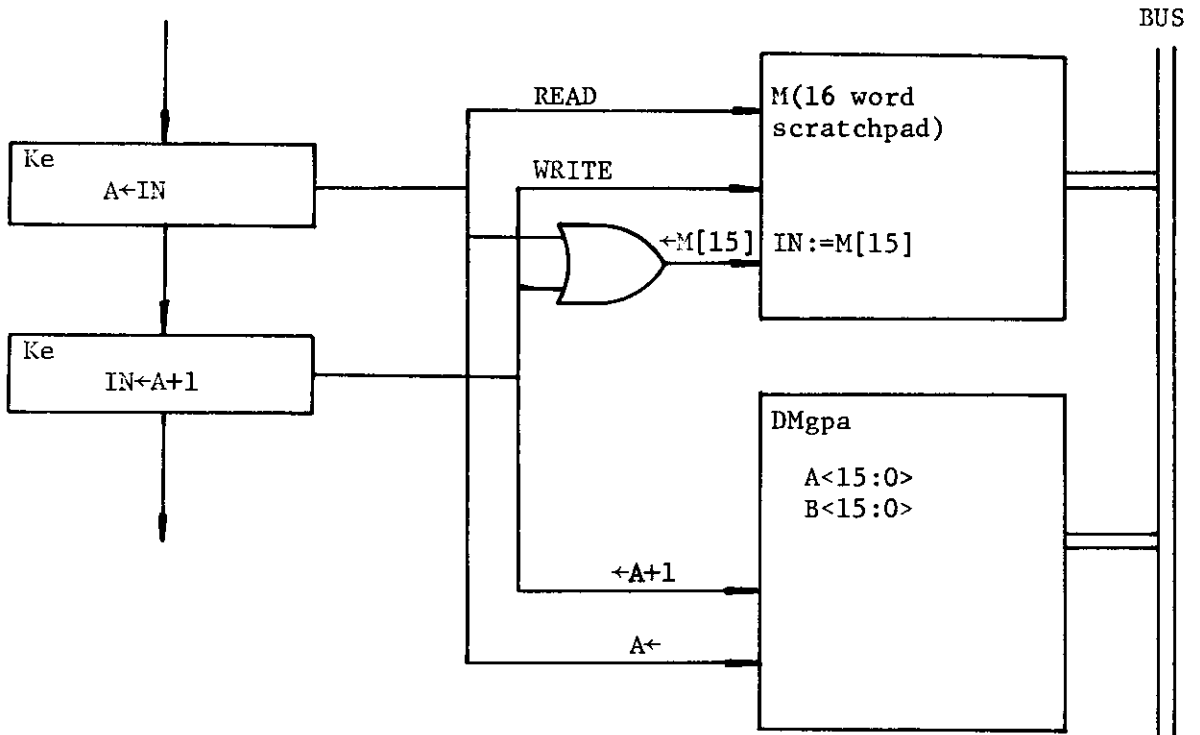 BUS
READ
M(16 word
scratchpad)
Ke
A←IN
WRITE
←M[15]
IN:=M[15]
Ke
IN←A+1
DMgpa
A<15:0>
B<15:0>
←A+1
A←